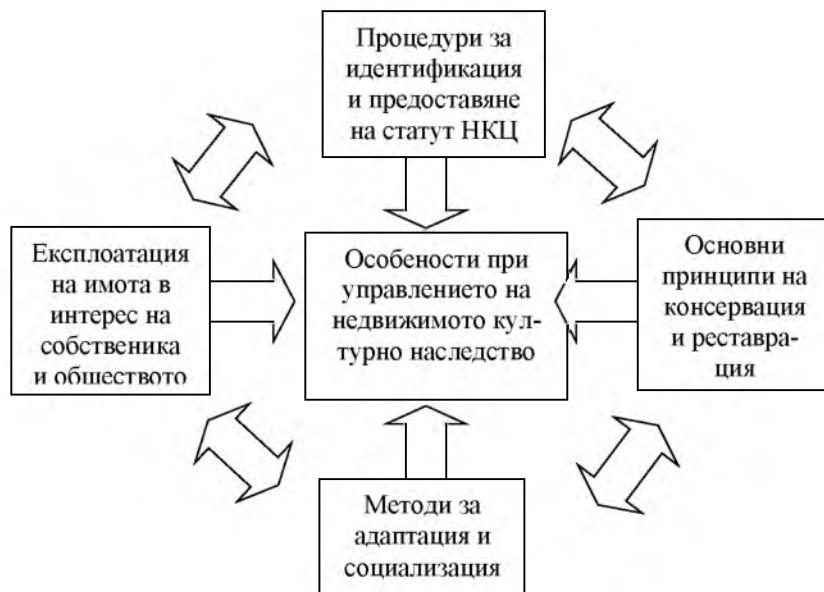 Процедури за
идентификация
и предоставяне
на статут НКЦ
Експлоатация
на имота в
интерес на
собственика
и обществото
Особености при
управлението на
недвижимото кул-
турно наследство
Основни
принципи на
консервация
и реставра-
ция
Методи за
адаптация и
социализация